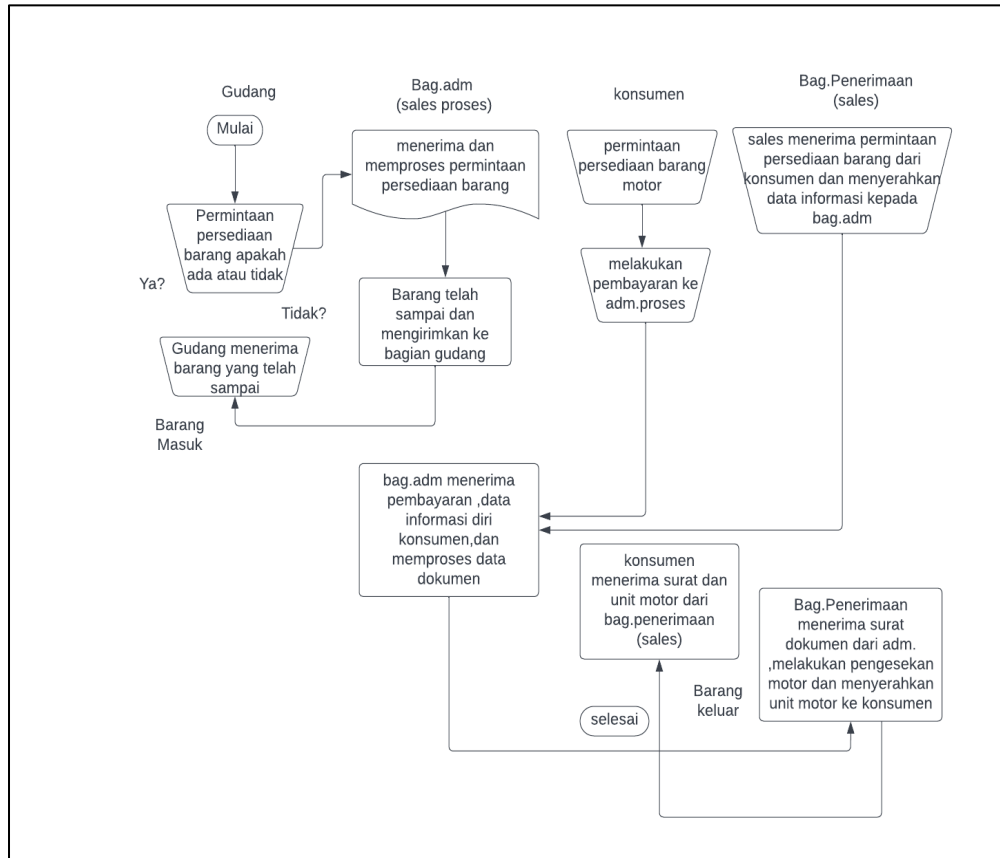 Gudang
Mulai
Permintaan
persediaan
barang apakah
ada atau tidak
Ya?
Tidak?
Gudang menerima
barang yang telah
sampai
Barang
Masuk
Bag.adm
(sales proses)
menerima dan
memproses permintaan
persediaan barang
Barang telah
sampai dan
mengirimkan ke
bagian gudang
bag.adm menerima
pembayaran ,data
informasi diri
konsumen,dan
memproses data
dokumen
konsumen
permintaan
persediaan barang
motor
melakukan
pembayaran ke
adm.proses
konsumen
menerima surat dan
unit motor dari
bag.penerimaan
(sales)
selesai
Bag.Penerimaan
(sales)
sales menerima permintaan
persediaan barang dari
konsumen dan menyerahkan
data informasi kepada
bag.adm
Bag.Penerimaan
menerima surat
dokumen dari adm.
,melakukan pengesekan
motor dan menyerahkan
unit motor ke konsumen
Barang
keluar